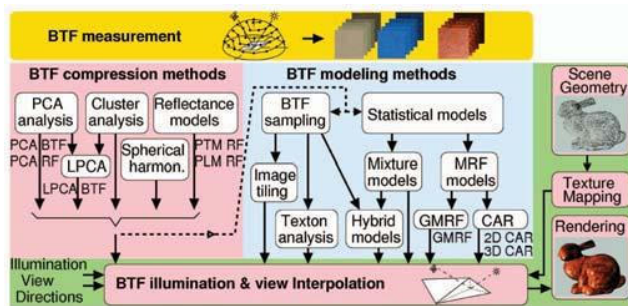 BTF measurement
BTF compression methods
PCA
analysis
Cluster
analysis
Reflectance
models
PCA BTF
PCA RF
LPCA
Spherical
harmon.
PTM RF
PLM RF
LPCA BTF
BTF modeling methods
BTF
sampling
Statistical models
Image
tiling
Mixture
models
MRF
models
Texton
analysis
Hybrid
models
GMRF
CAR
GMRF
2D CAR
3D CAR
Scene
Geometry
Texture
Mapping
Rendering
Illumination
View
Directions
BTF illumination & view Interpolation